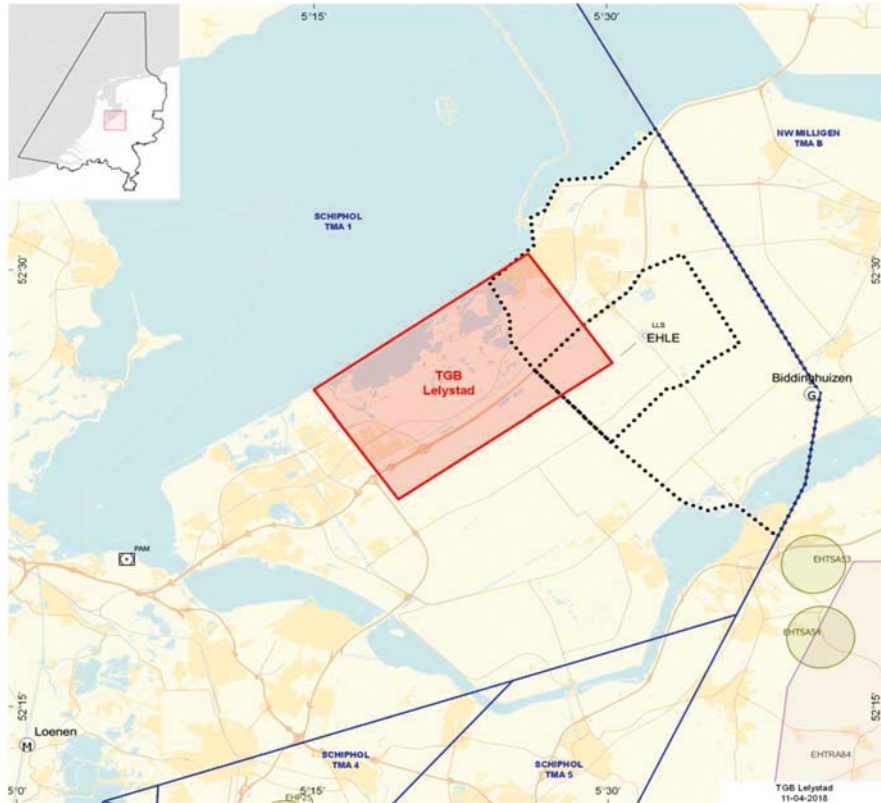 5°15'
5°30'
NW MILLIGEN
TMA B
SCHIPHOL
TMA 1
52°30'
52°30'
LLS
EHLE
TGB
Lelystad
Biddinghuizen
G
PAM
EHTSA53
EHTSA54
52°15'
52°15'
Loenen
M
SCHIPHOL
TMA 4
SCHIPHOL
TMA 5
EHTRA84
5°0'
5°15'
5°30'
TGB Lelystad
11-04-2018